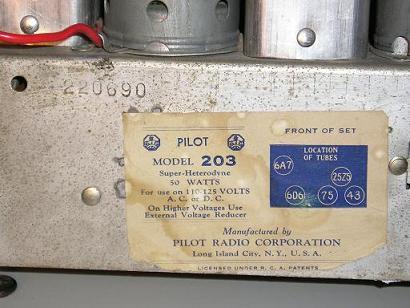 220690
PILOT
MODEL 203
Super-Heterodyne
50 WATTS
For use on 110-125 VOLTS
A. C. or D. C.
On Higher Voltages Use
External Voltage Reducer
FRONT OF SET
LOCATION
OF TUBES
6A7
25Z5
6D6 75 43
Manufactured by
PILOT RADIO CORPORATION
Long Island City, N. Y., U. S. A.
LICENSED UNDER R. C. A. PATENTS